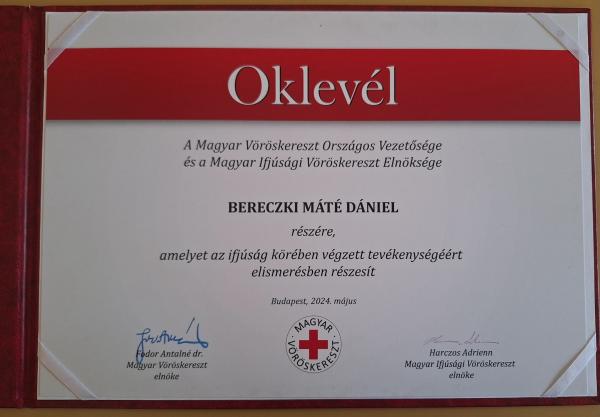 Oklevél
A Magyar Vöröskereszt Országos Vezetősége
és a Magyar Ifjúsági Vöröskereszt Elnöksége
BERECZKI MÁTÉ DÁNIEL
részére,
amelyet az ifjúság körében végzett tevékenységéért
elismerésben részesít
Budapest, 2024. május
MAGYAR
VÖRÖSKERESZT
Fodor Antalné dr.
Magyar Vöröskereszt
elnöke
Harczos Adrienn
Magyar Ifjúsági Vöröskereszt
elnöke